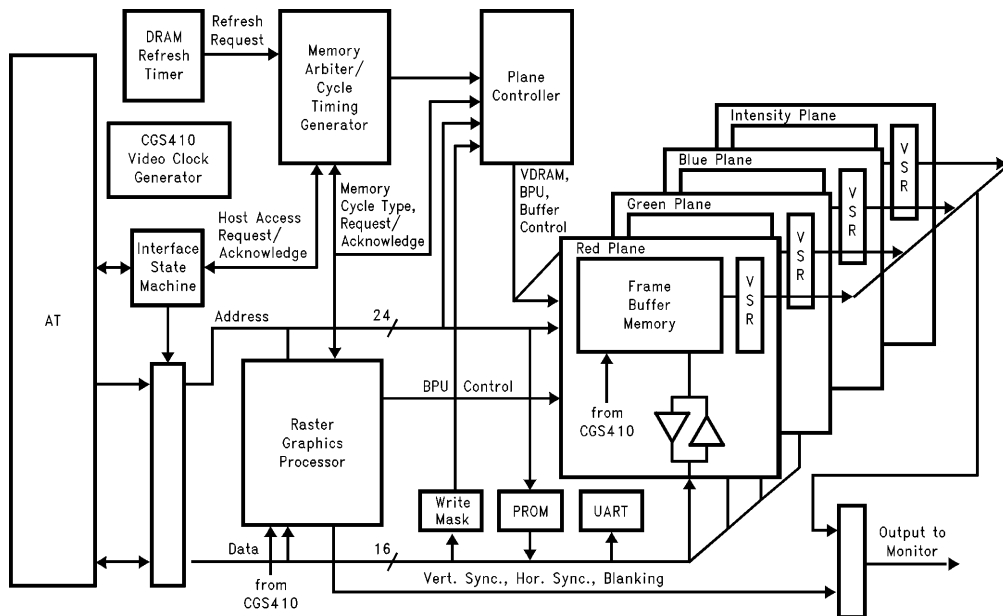 DRAM
Refresh
Timer
Refresh
Request
Memory
Arbiter/
Cycle
Timing
Generator
Plane
Controller
CGS410
Video Clock
Generator
Host Access
Request/
Acknowledge
Memory
Cycle Type,
Request/
Acknowledge
VDRAM,
BPU,
Buffer
Control
Intensity Plane
VSR
Blue Plane
VSR
Green Plane
VSR
Red Plane
VSR
Frame
Buffer
Memory
from
CGS410
Interface
State
Machine
AT
Address
24
BPU Control
Raster
Graphics
Processor
Write
Mask
PROM
UART
Data
16
from
CGS410
Vert. Sync., Hor. Sync., Blanking
Output to
Monitor